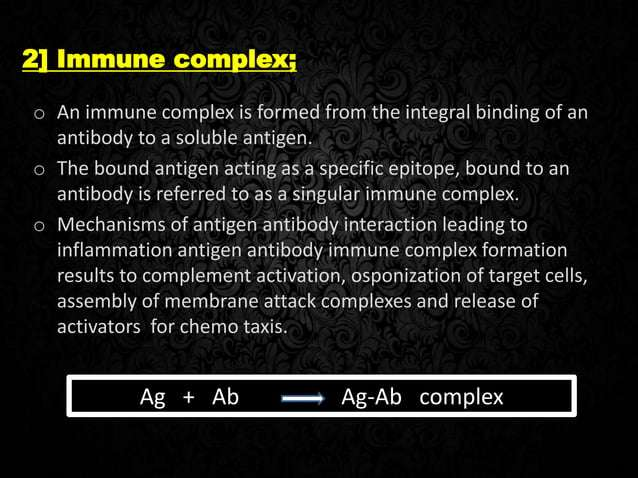 2] Immune complex;
o An immune complex is formed from the integral binding of an
antibody to a soluble antigen.
o The bound antigen acting as a specific epitope, bound to an
antibody is referred to as a singular immune complex.
o Mechanisms of antigen antibody interaction leading to
inflammation antigen antibody immune complex formation
results to complement activation, osponization of target cells,
assembly of membrane attack complexes and release of
activators for chemo taxis.
Ag + Ab → Ag-Ab complex